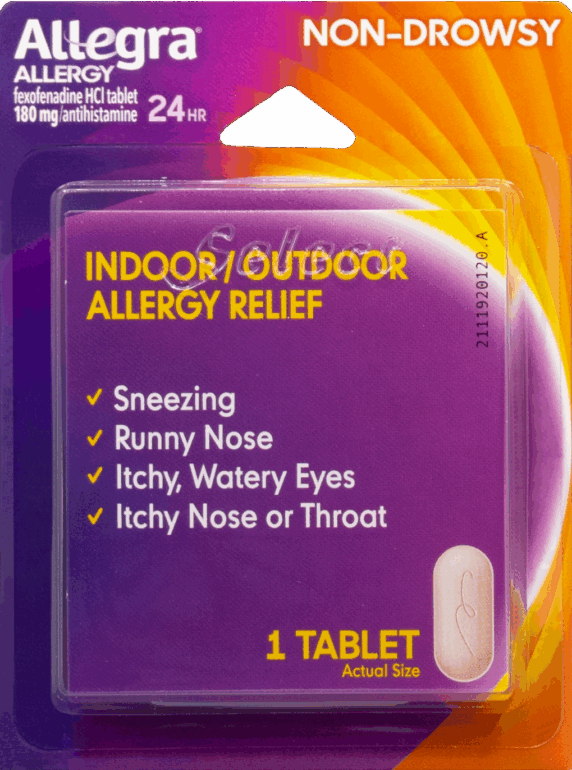 Allegra®
ALLERGY
fexofenadine HCl tablet
180 mg/antihistamine
24 HR
NON-DROWSY
Select
INDOOR / OUTDOOR
ALLERGY RELIEF
2111920120.A
✓ Sneezing
✓ Runny Nose
✓ Itchy, Watery Eyes
✓ Itchy Nose or Throat
1 TABLET
Actual Size